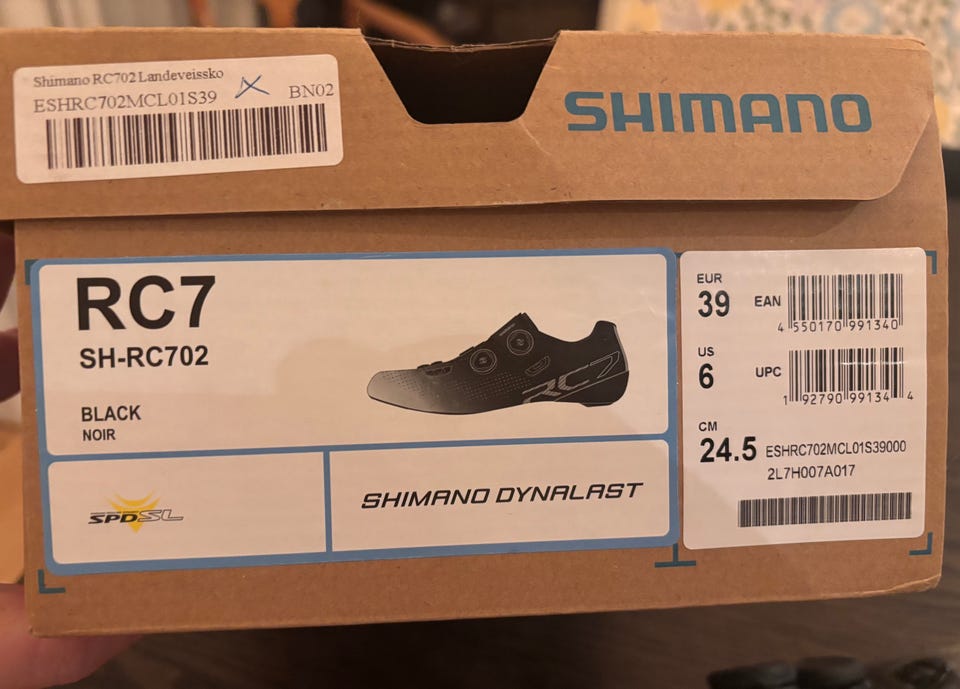 Shimano RC702 Landeveissko
ESHRC702MCL01S39 BN02
SHIMANO
RC7
SH-RC702
BLACK
NOIR
RC7
SPD SL
SHIMANO DYNALAST
EUR
39
EAN
4 550170 991340
US
6
UPC
1 92790 99134 4
CM
24.5
ESHRC702MCL01S39000
2L7H007A017